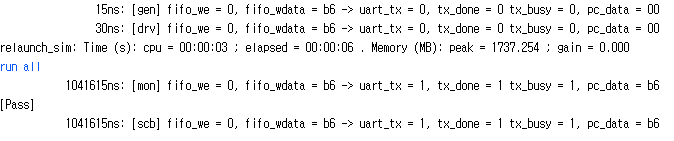 15ns: [gen] fifo_we = 0, fifo_wdata = b6 -> uart_tx = 0, tx_done = 0 tx_busy = 0, pc_data = 00
30ns: [drv] fifo_we = 0, fifo_wdata = b6 -> uart_tx = 0, tx_done = 0 tx_busy = 0, pc_data = 00
relaunch_sim: Time (s): cpu = 00:00:03 ; elapsed = 00:00:06 . Memory (MB): peak = 1737.254 ; gain = 0.000
run all
1041615ns: [mon] fifo_we = 0, fifo_wdata = b6 -> uart_tx = 1, tx_done = 1 tx_busy = 1, pc_data = b6
[Pass]
1041615ns: [scb] fifo_we = 0, fifo_wdata = b6 -> uart_tx = 1, tx_done = 1 tx_busy = 1, pc_data = b6